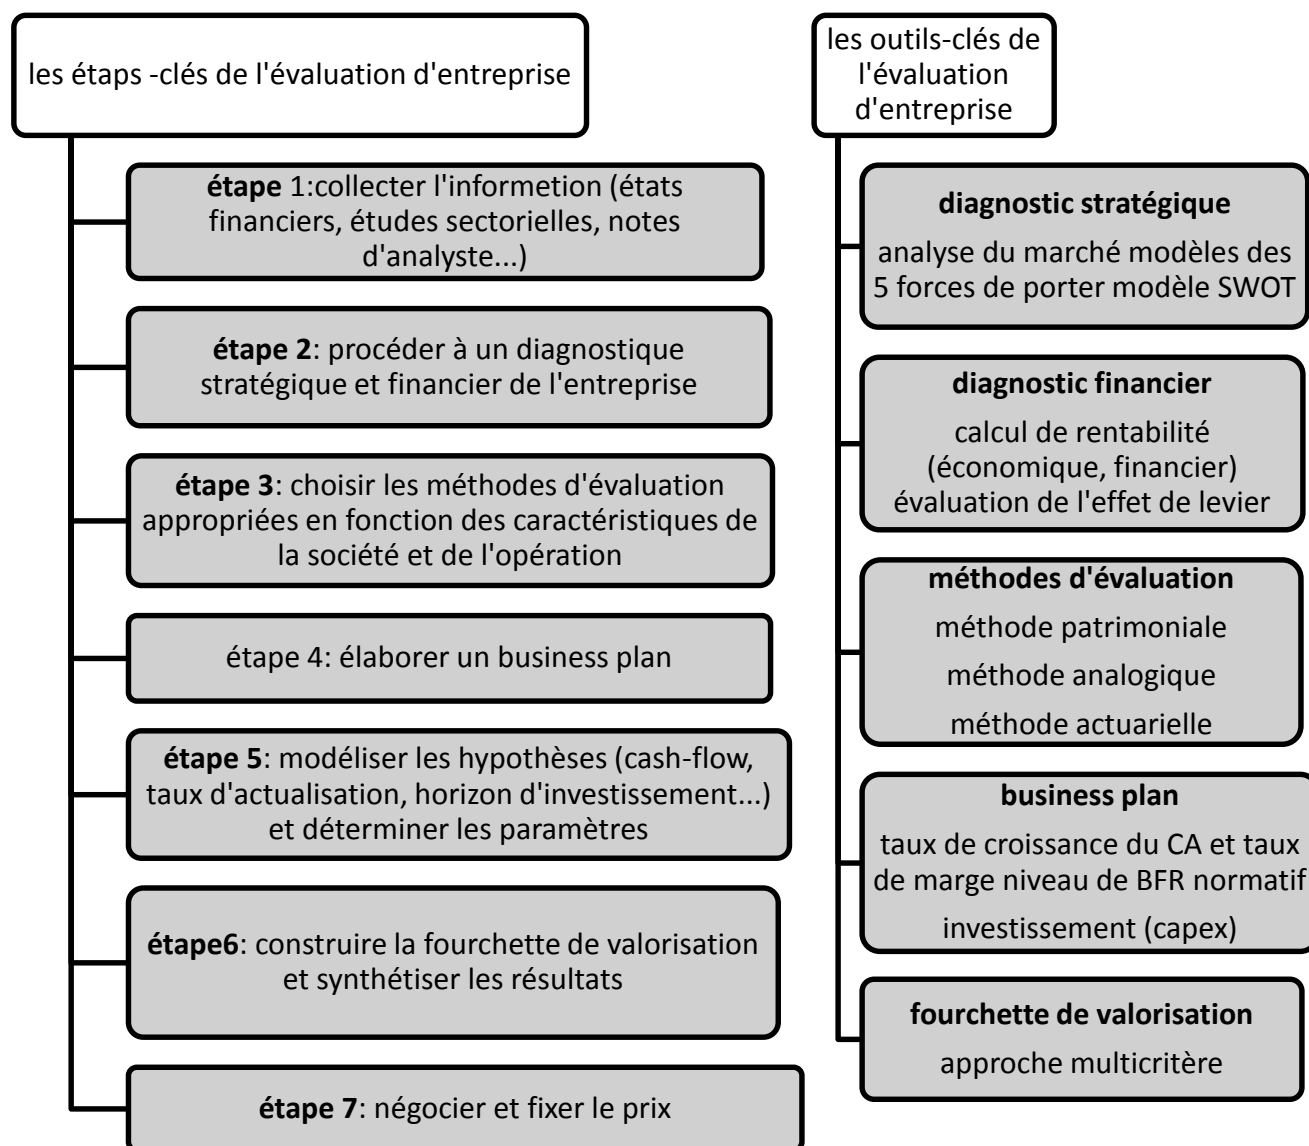 les étaps -clés de l'évaluation d'entreprise
étape 1:collecter l'informetion (états
financiers, études sectorielles, notes
d'analyste...)
étape 2: procéder à un diagnostique
stratégique et financier de l'entreprise
étape 3: choisir les méthodes d'évaluation
appropriées en fonction des caractéristiques de
la société et de l'opération
étape 4: élaborer un business plan
étape 5: modéliser les hypothèses (cash-flow,
taux d'actualisation, horizon d'investissement...)
et déterminer les paramètres
étape6: construire la fourchette de valorisation
et synthétiser les résultats
étape 7: négocier et fixer le prix
les outils-clés de
l'évaluation
d'entreprise
diagnostic stratégique
analyse du marché modèles des
5 forces de porter modèle SWOT
diagnostic financier
calcul de rentabilité
(économique, financier)
évaluation de l'effet de levier
méthodes d'évaluation
méthode patrimoniale
méthode analogique
méthode actuarielle
business plan
taux de croissance du CA et taux
de marge niveau de BFR normatif
investissement (capex)
fourchette de valorisation
approche multicritère